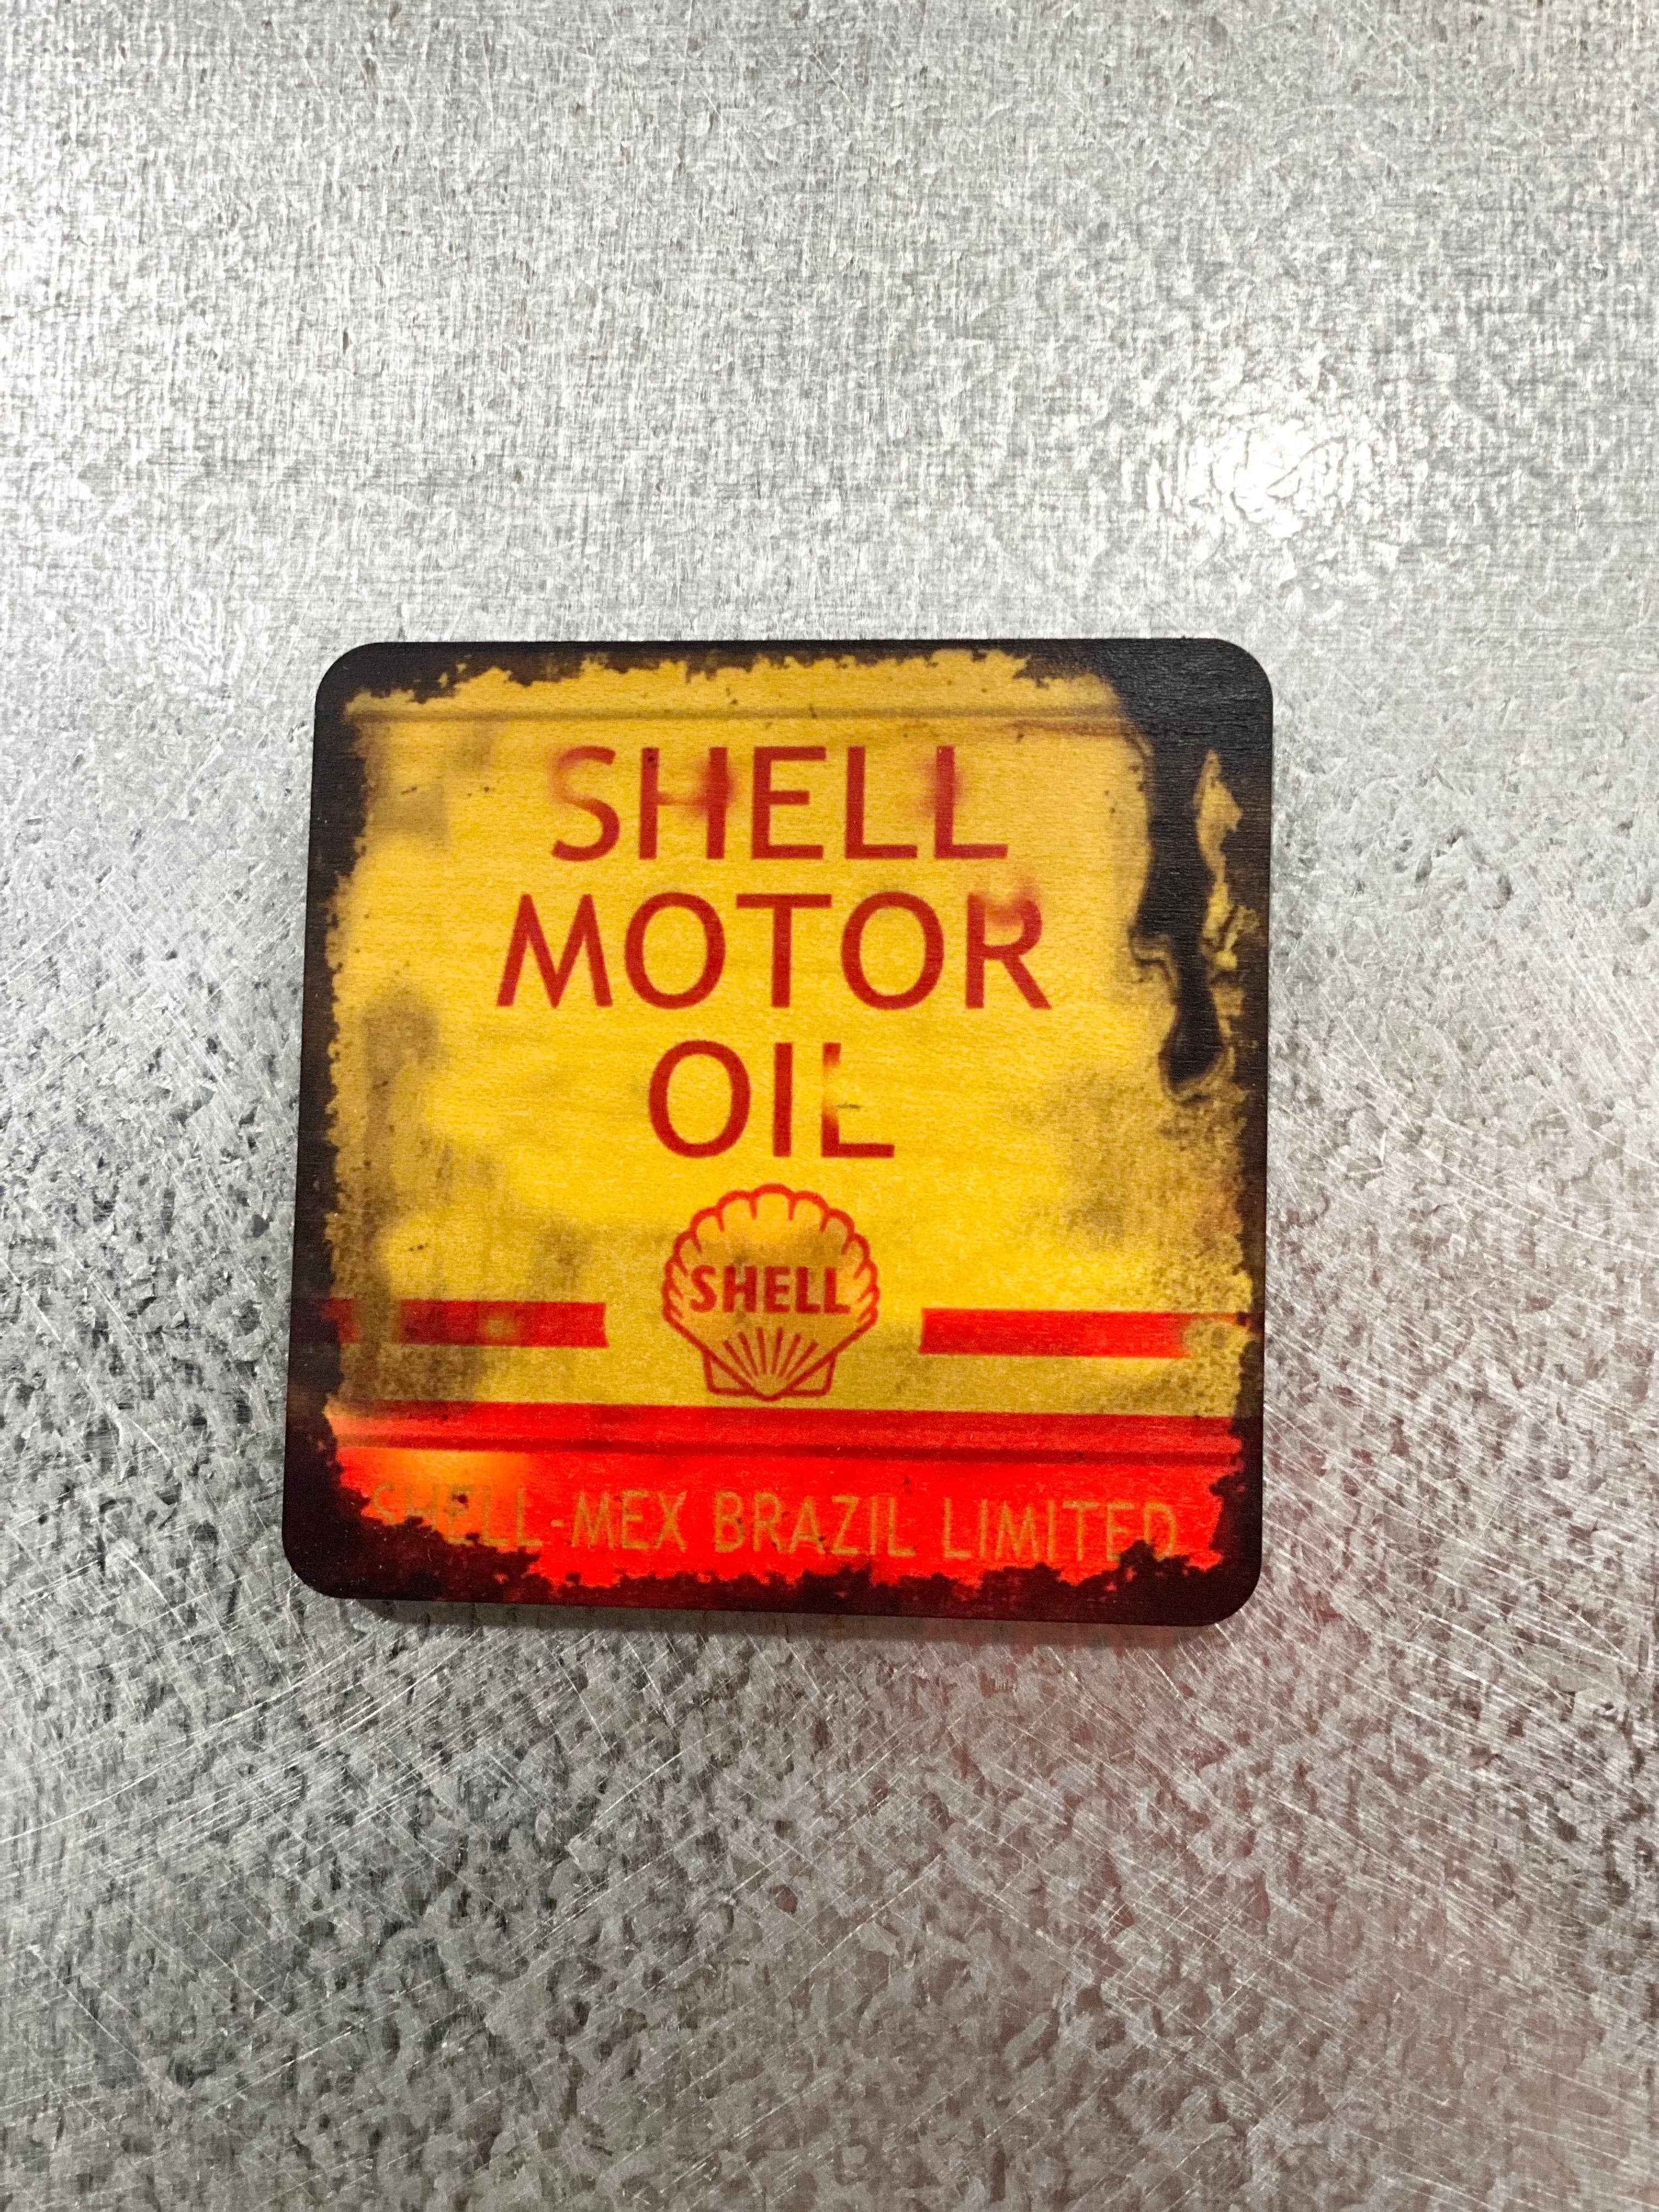 SHELL
MOTOR
OIL
SHELL
SHELL-MEX BRAZIL LIMITED